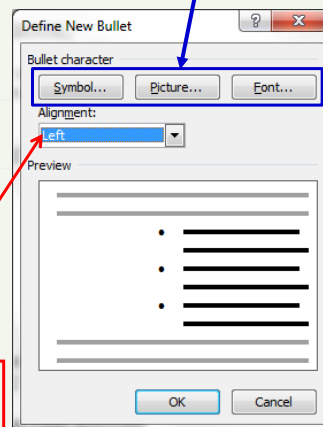 Define New Bullet
Bullet character
Symbol... Picture... Font...
Alignment:
Left
Preview
OK Cancel